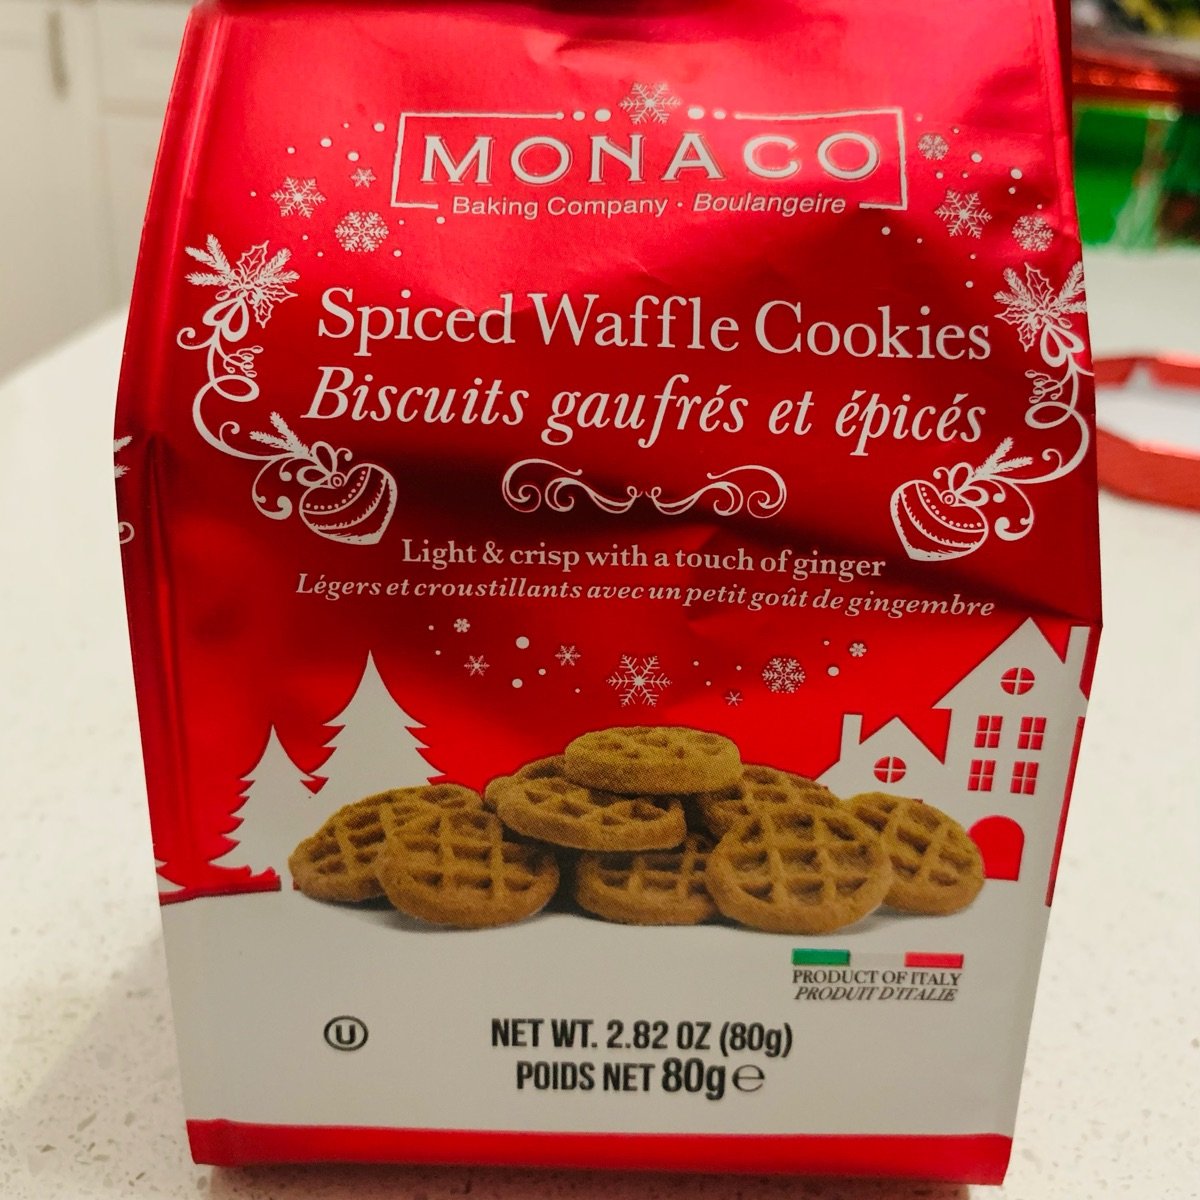 MONACO
Baking Company · Boulangeire
Spiced Waffle Cookies
Biscuits gaufrés et épicés
Light & crisp with a touch of ginger
Légers et croustillants avec un petit goût de gingembre
PRODUCT OF ITALY
PRODUIT D'ITALIE
U
NET WT. 2.82 OZ (80g)
POIDS NET 80g ℮